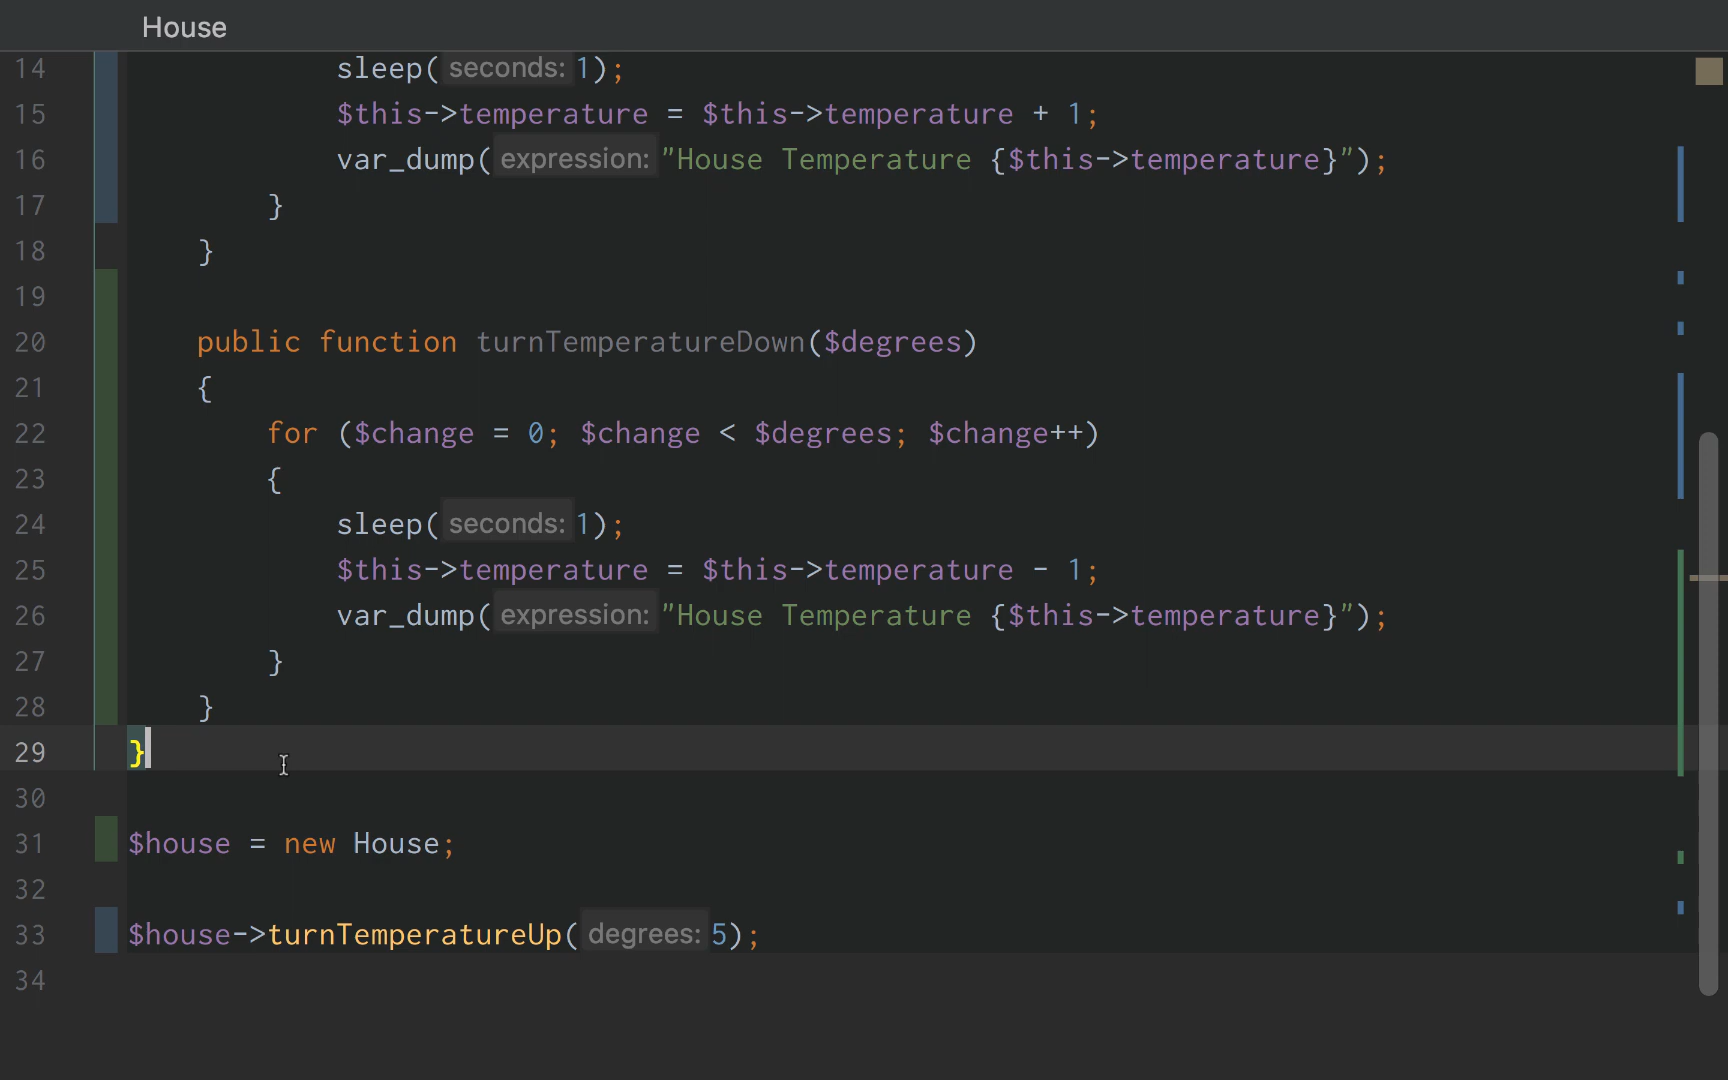 House
14 sleep( seconds: 1);
15 $this->temperature = $this->temperature + 1;
16 var_dump( expression: "House Temperature {$this->temperature}");
17 }
18 }
19
20 public function turnTemperatureDown($degrees)
21 {
22 for ($change = 0; $change < $degrees; $change++)
23 {
24 sleep( seconds: 1);
25 $this->temperature = $this->temperature - 1;
26 var_dump( expression: "House Temperature {$this->temperature}");
27 }
28 }
29 }
30
31 $house = new House;
32
33 $house->turnTemperatureUp( degrees: 5);
34